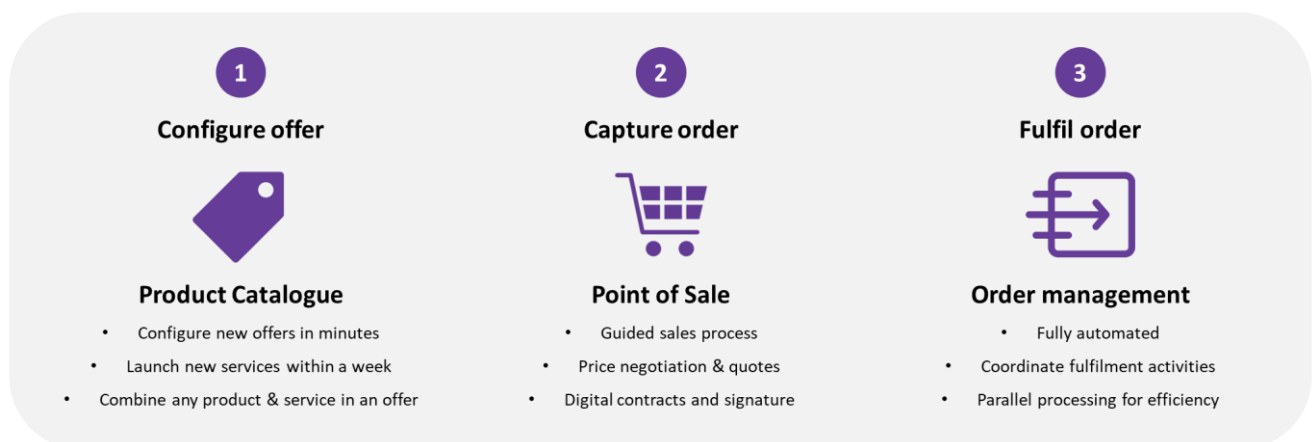 1
Configure offer
Product Catalogue
• Configure new offers in minutes
• Launch new services within a week
• Combine any product & service in an offer
2
Capture order
Point of Sale
• Guided sales process
• Price negotiation & quotes
• Digital contracts and signature
3
Fulfil order
Order management
• Fully automated
• Coordinate fulfilment activities
• Parallel processing for efficiency